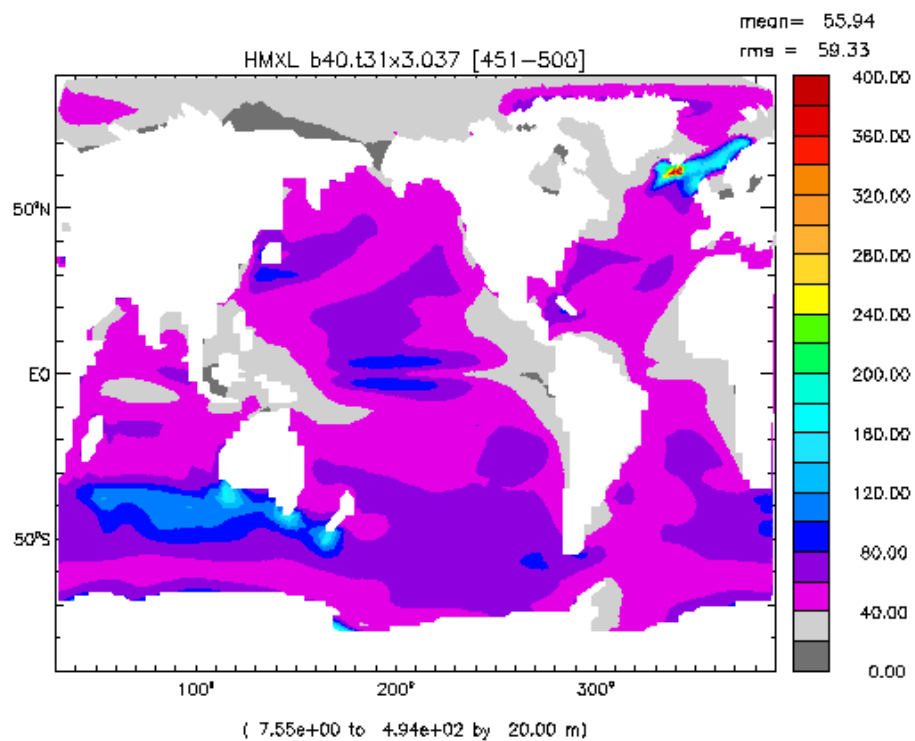 mean= 55.94
rms = 59.33
HMXL b40.t31x3.037 [451-500]
400.00
360.00
320.00
280.00
240.00
200.00
160.00
120.00
80.00
40.00
0.00
50°N
EQ
50°S
100° 200° 300°
( 7.55e+00 to 4.94e+02 by 20.00 m)